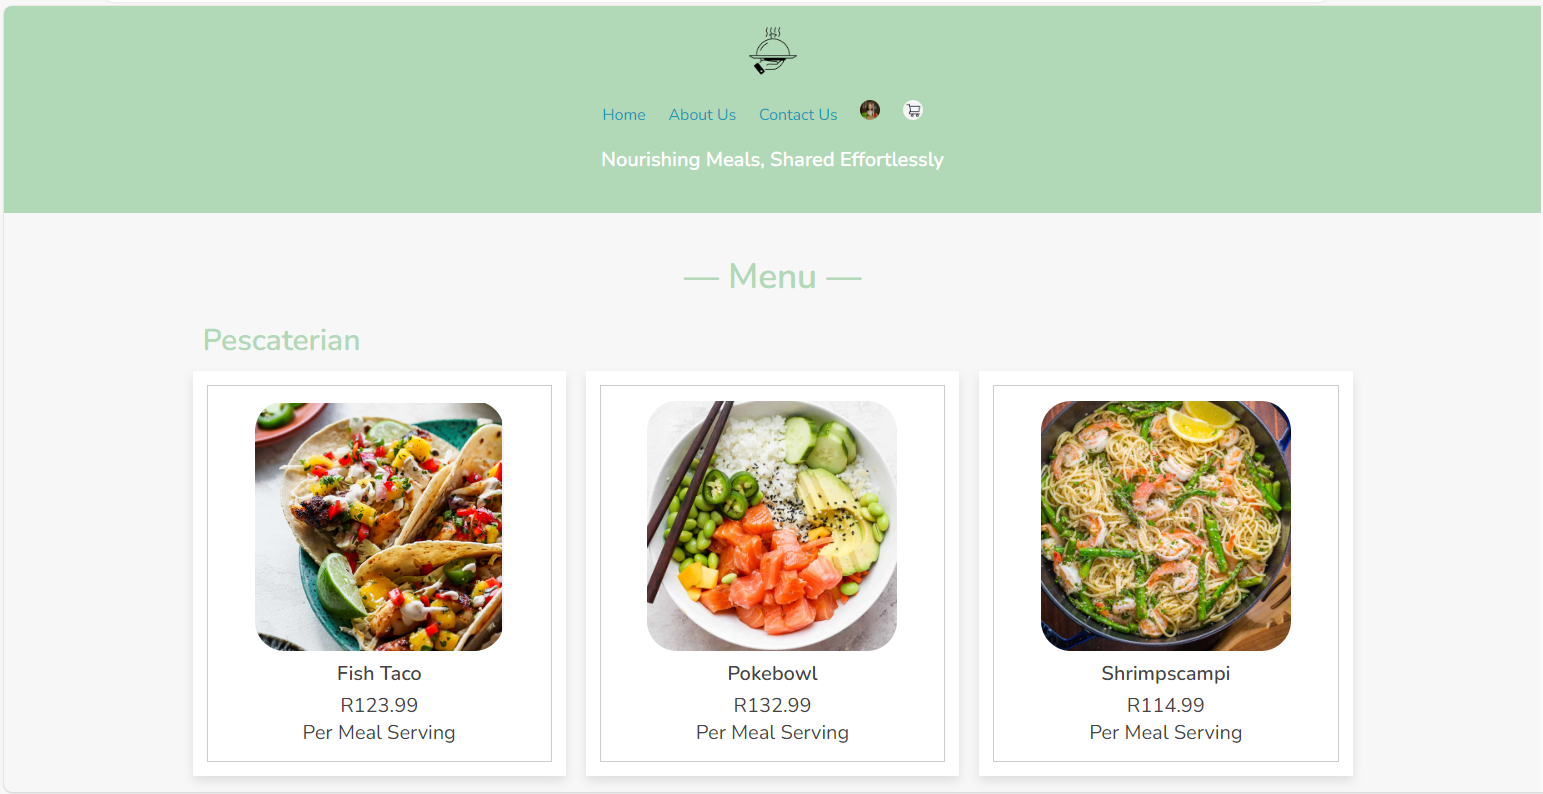 Home About Us Contact Us
Nourishing Meals, Shared Effortlessly
— Menu —
Pescaterian
Fish Taco
R123.99
Per Meal Serving
Pokebowl
R132.99
Per Meal Serving
Shrimpscampi
R114.99
Per Meal Serving